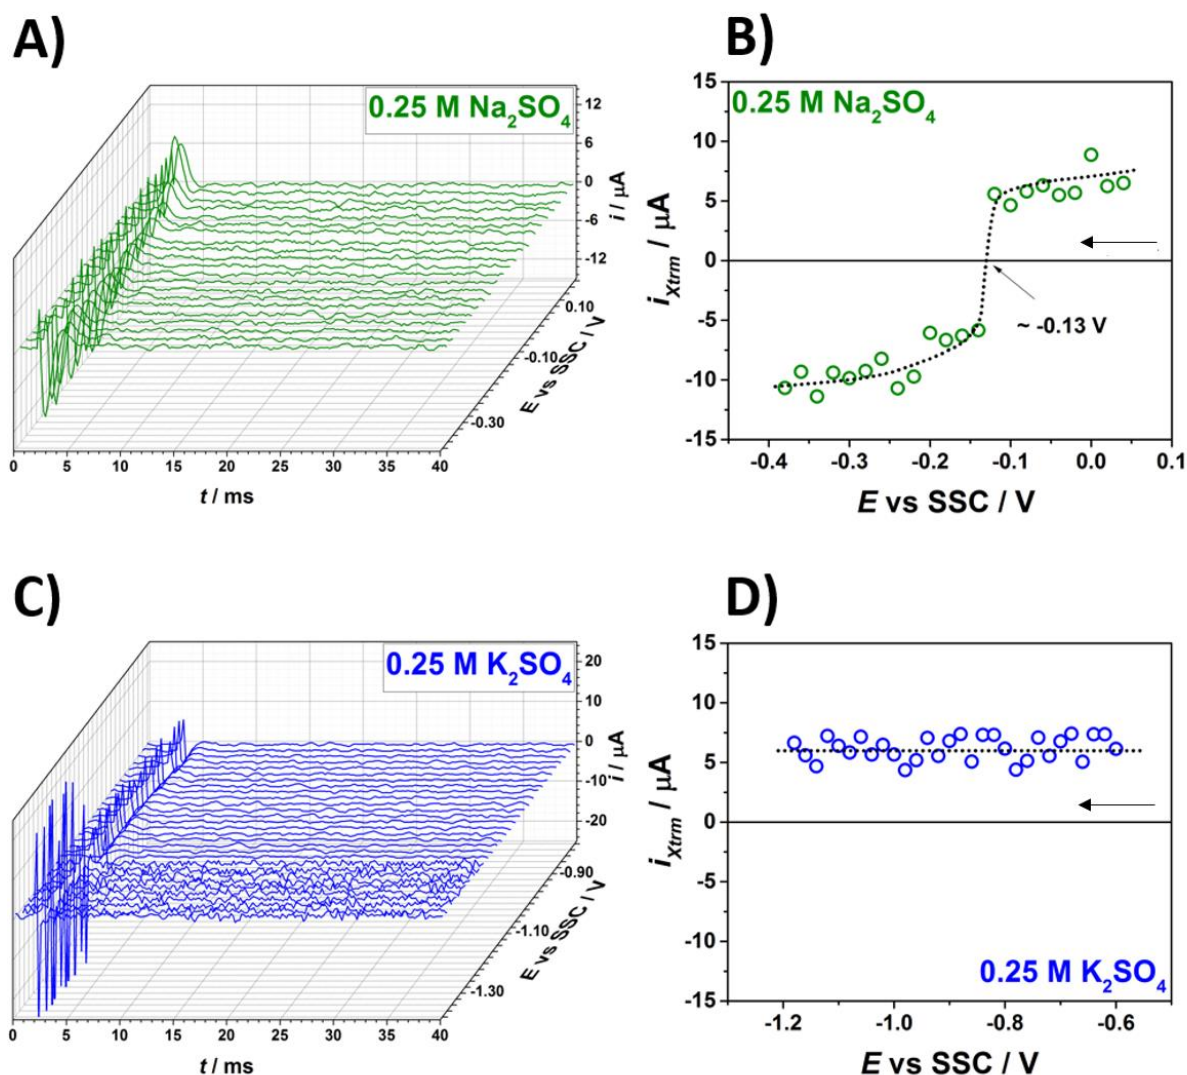 A)
0.25 M Na₂SO₄
12
6
0
-6
-12
i / μA
0.10
-0.10
-0.30
E vs SSC / V
0 5 10 15 20 25 30 35 40
t / ms
B)
0.25 M Na₂SO₄
15
10
5
0
-5
-10
-15
iXtrm / μA
~ -0.13 V
-0.4 -0.3 -0.2 -0.1 0.0 0.1
E vs SSC / V
C)
0.25 M K₂SO₄
20
10
0
-10
-20
i / μA
-0.90
-1.10
-1.30
E vs SSC / V
0 5 10 15 20 25 30 35 40
t / ms
D)
15
10
5
0
-5
-10
-15
iXtrm / μA
0.25 M K₂SO₄
-1.2 -1.0 -0.8 -0.6
E vs SSC / V